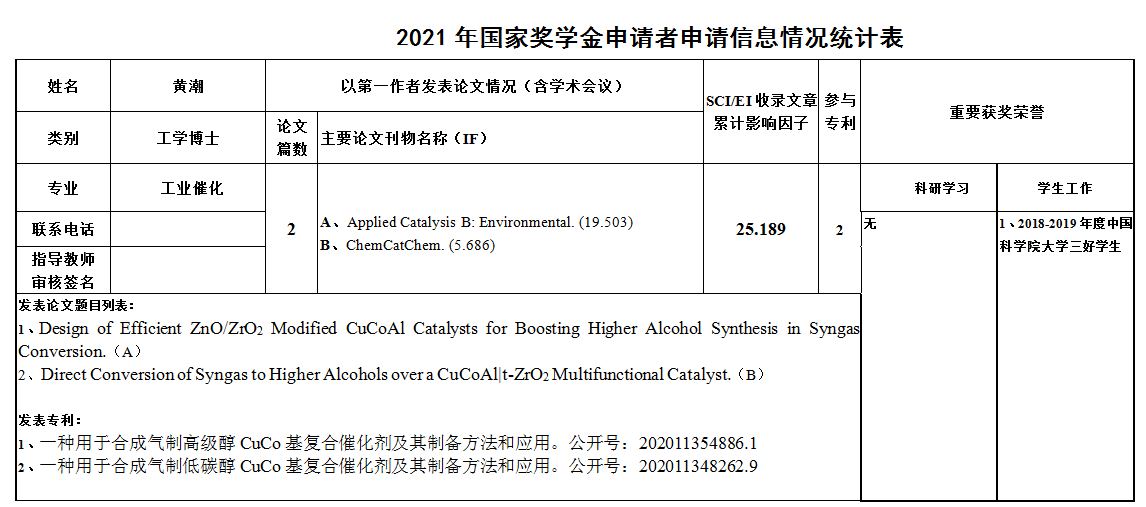 2021 年国家奖学金申请者申请信息情况统计表
姓名
黄潮
以第一作者发表论文情况（含学术会议）
SCI/EI 收录文章
累计影响因子
参与
专利
重要获奖荣誉
类别
工学博士
论文
篇数
主要论文刊物名称（IF）
专业
工业催化
2
A、Applied Catalysis B: Environmental. (19.503)
B、ChemCatChem. (5.686)
25.189
2
科研学习
学生工作
联系电话
无
1、2018-2019 年度中国
科学院大学三好学生
指导教师
审核签名
发表论文题目列表：
1、Design of Efficient ZnO/ZrO2 Modified CuCoAl Catalysts for Boosting Higher Alcohol Synthesis in Syngas
Conversion.（A）
2、Direct Conversion of Syngas to Higher Alcohols over a CuCoAl|t-ZrO2 Multifunctional Catalyst.（B）
发表专利：
1、一种用于合成气制高级醇 CuCo 基复合催化剂及其制备方法和应用。公开号：202011354886.1
2、一种用于合成气制低碳醇 CuCo 基复合催化剂及其制备方法和应用。公开号：202011348262.9